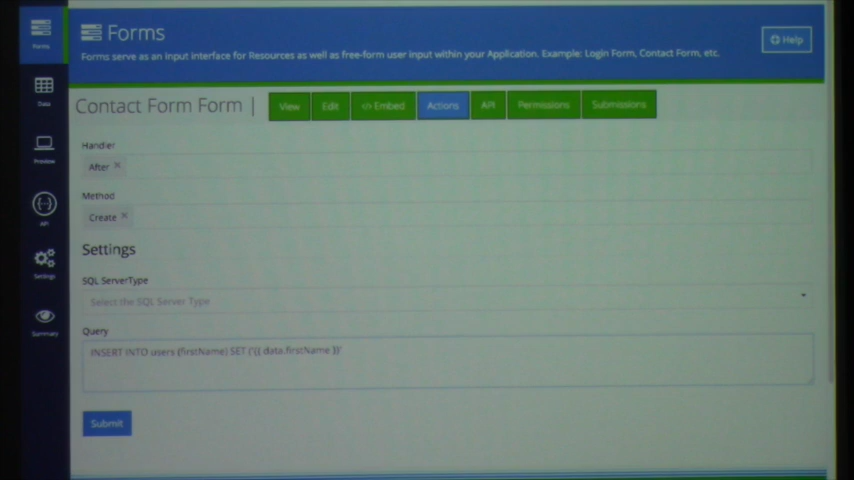 Forms
Forms
Forms serve as an input interface for Resources as well as free-form user input within your Application. Example: Login Form, Contact Form, etc.
Help
Data
Preview
API
Settings
Summary
Contact Form Form |
View
Edit
</> Embed
Actions
API
Permissions
Submissions
Handler
After ×
Method
Create ×
Settings
SQL ServerType
Select the SQL Server Type
Query
INSERT INTO users (firstName) SET ('{{ data.firstName }}'
Submit